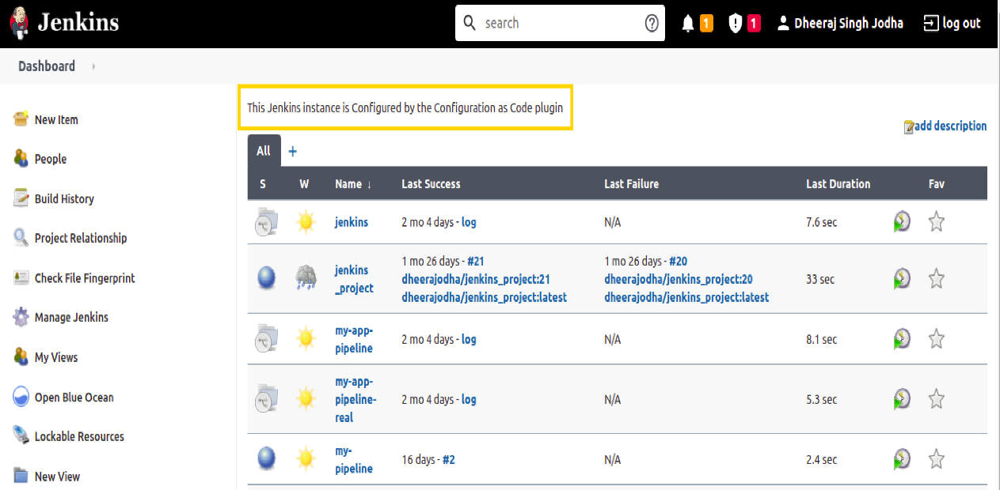 Jenkins
search
1
1
Dheeraj Singh Jodha
log out
Dashboard
New Item
People
Build History
Project Relationship
Check File Fingerprint
Manage Jenkins
My Views
Open Blue Ocean
Lockable Resources
New View
This Jenkins instance is Configured by the Configuration as Code plugin
add description
All +
S W Name ↓ Last Success Last Failure Last Duration Fav
jenkins 2 mo 4 days - log N/A 7.6 sec
jenkins
_project
1 mo 26 days - #21
dheerajodha/jenkins_project:21
dheerajodha/jenkins_project:latest
1 mo 26 days - #20
dheerajodha/jenkins_project:20
dheerajodha/jenkins_project:latest
33 sec
my-app-
pipeline
2 mo 4 days - log N/A 8.1 sec
my-app-
pipeline-
real
2 mo 4 days - log N/A 5.3 sec
my-
pipeline
16 days - #2 N/A 2.4 sec